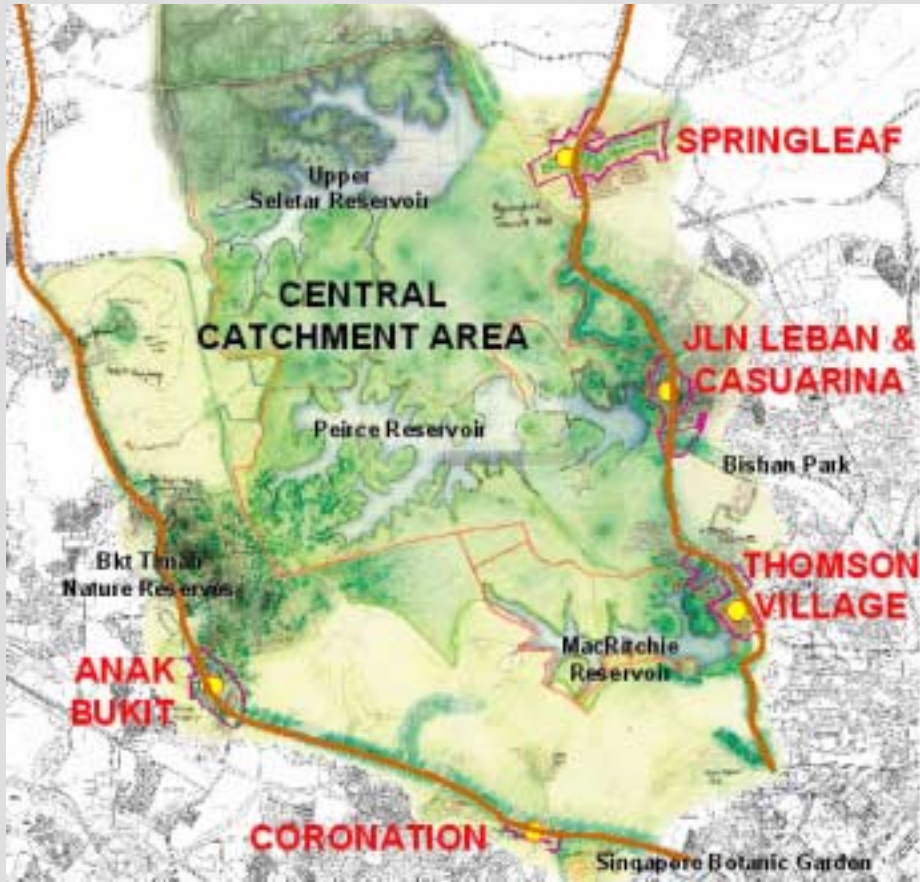 SPRINGLEAF
Upper
Seletar Reservoir
CENTRAL
CATCHMENT AREA
JLN LEBAN &
CASUARINA
Peirce Reservoir
Bishan Park
Bkt Timah
Nature Reserves
THOMSON
VILLAGE
MacRitchie
Reservoir
ANAK
BUKIT
CORONATION
Singapore Botanic Garden